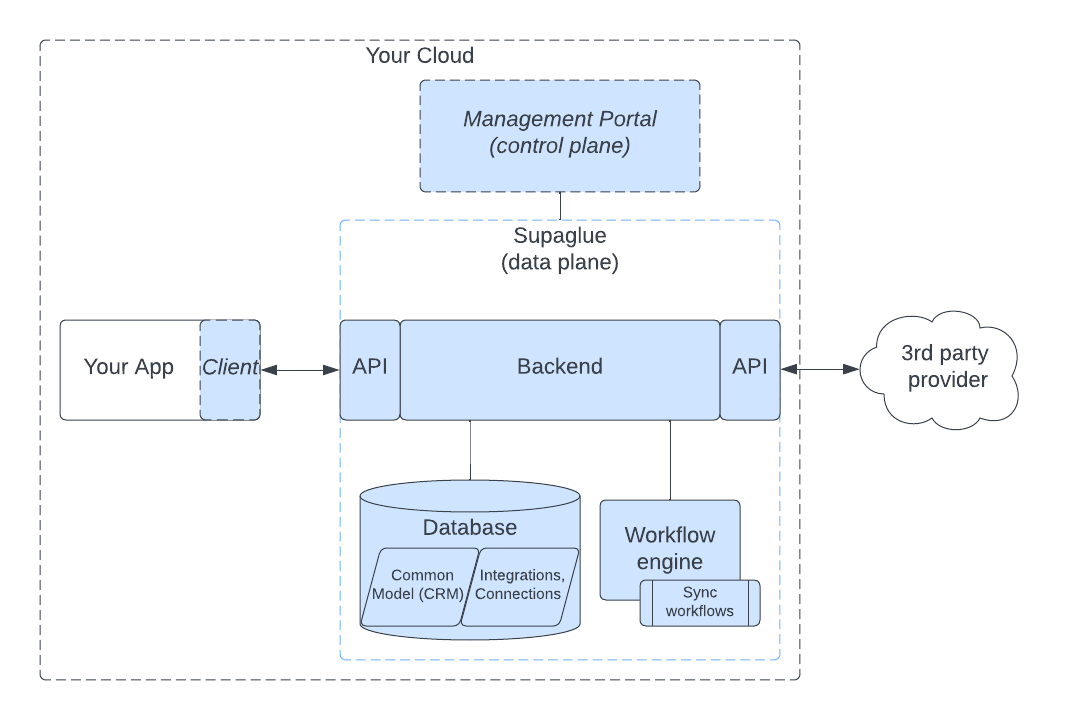 Your Cloud
Management Portal
(control plane)
Supaglue
(data plane)
Your App
Client
API
Backend
API
3rd party
provider
Database
Common
Model (CRM)
Integrations,
Connections
Workflow
engine
Sync
workflows